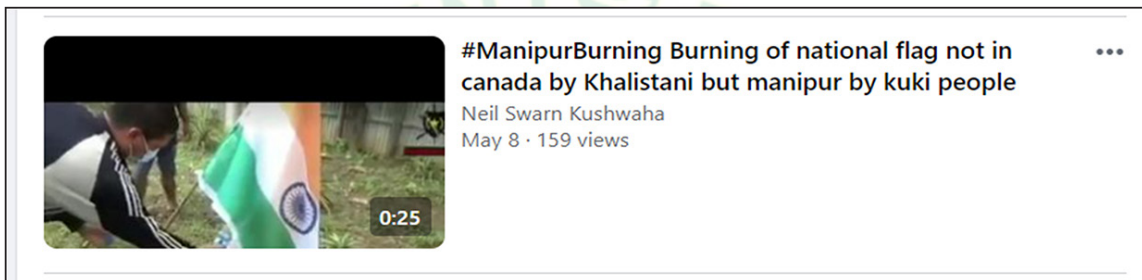 #ManipurBurning Burning of national flag not in
canada by Khalistani but manipur by kuki people
Neil Swarn Kushwaha
May 8 · 159 views
0:25